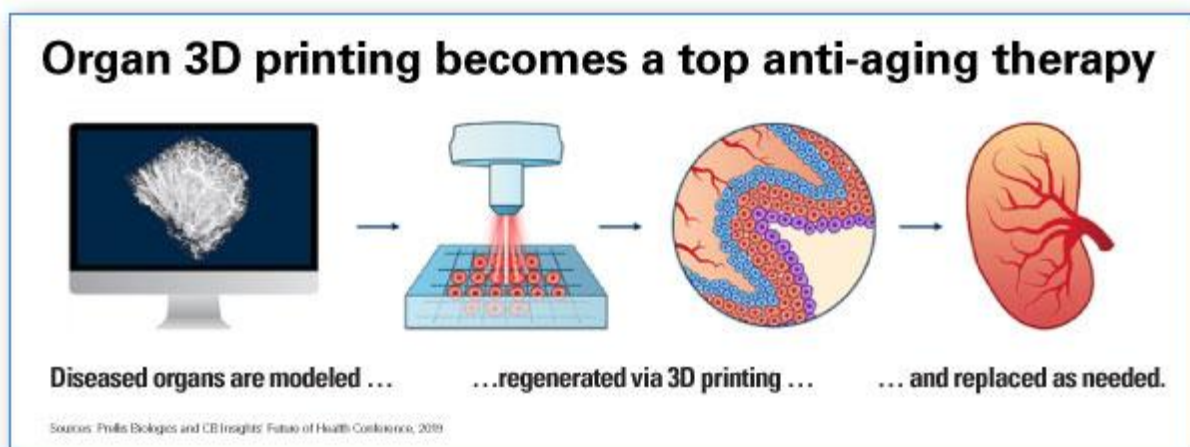 Organ 3D printing becomes a top anti-aging therapy
Diseased organs are modeled ...
...regenerated via 3D printing ...
... and replaced as needed.
Sources: Prellis Biologics and CB Insights' Future of Health Conference, 2019